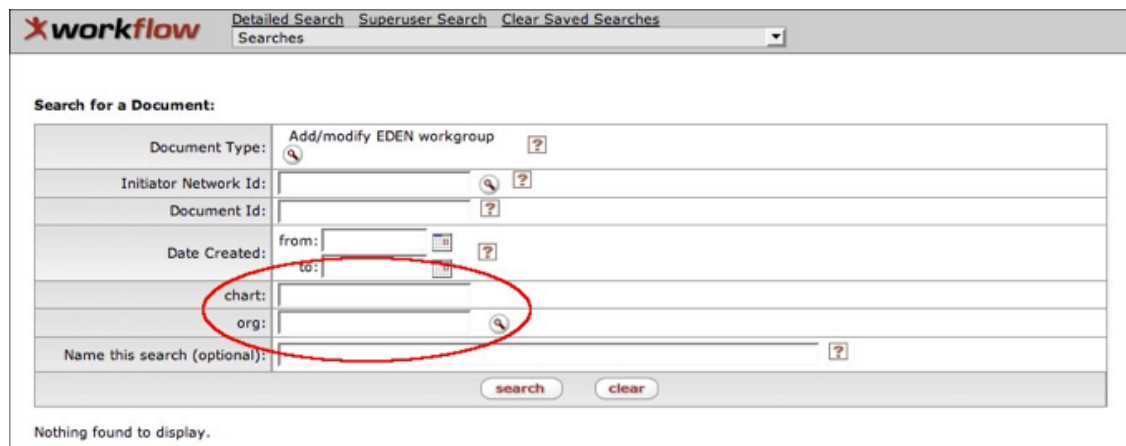 workflow
Detailed Search Superuser Search Clear Saved Searches
Searches
Search for a Document:
Document Type: Add/modify EDEN workgroup ?
Initiator Network Id: ?
Document Id: ?
Date Created: from: ?
to:
chart:
org:
Name this search (optional): ?
search clear
Nothing found to display.